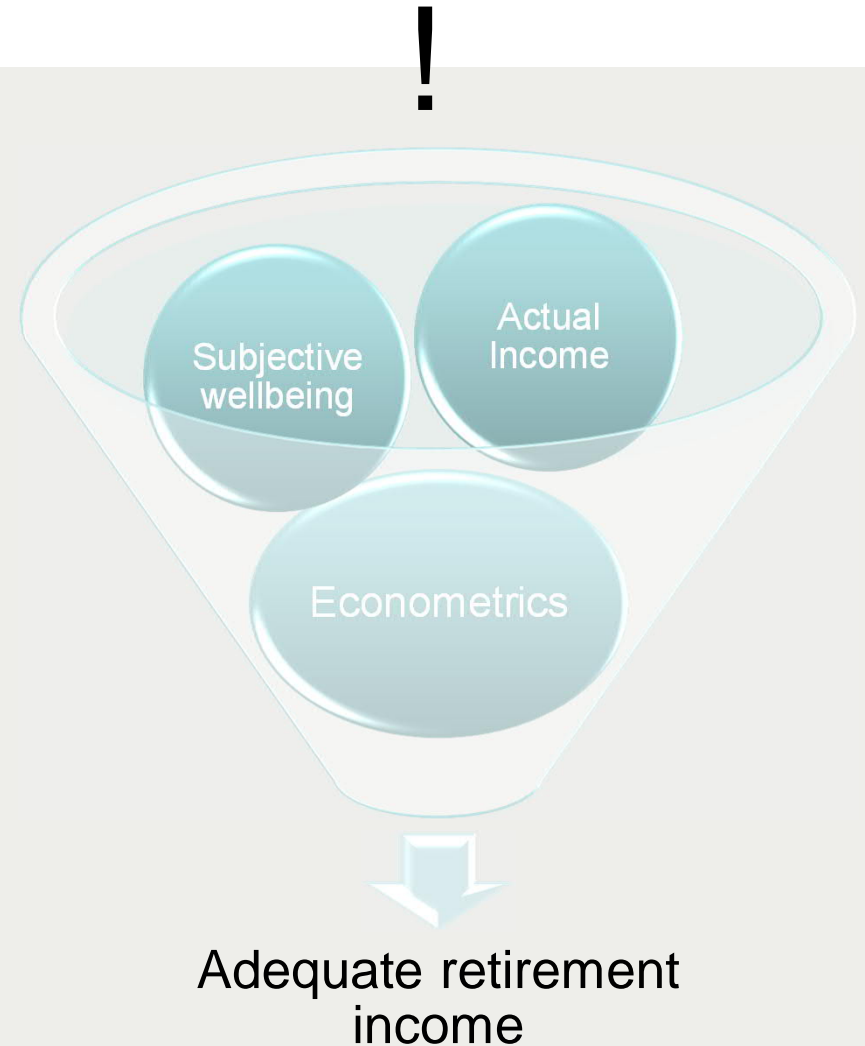 !
Subjective
wellbeing
Actual
Income
Econometrics
Adequate retirement
income